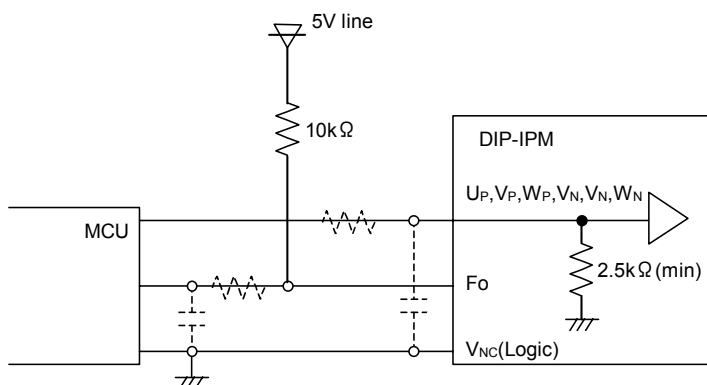 5V line
10kΩ
DIP-IPM
UP,VP,WP,VN,VN,WN
MCU
2.5kΩ(min)
Fo
VNC(Logic)